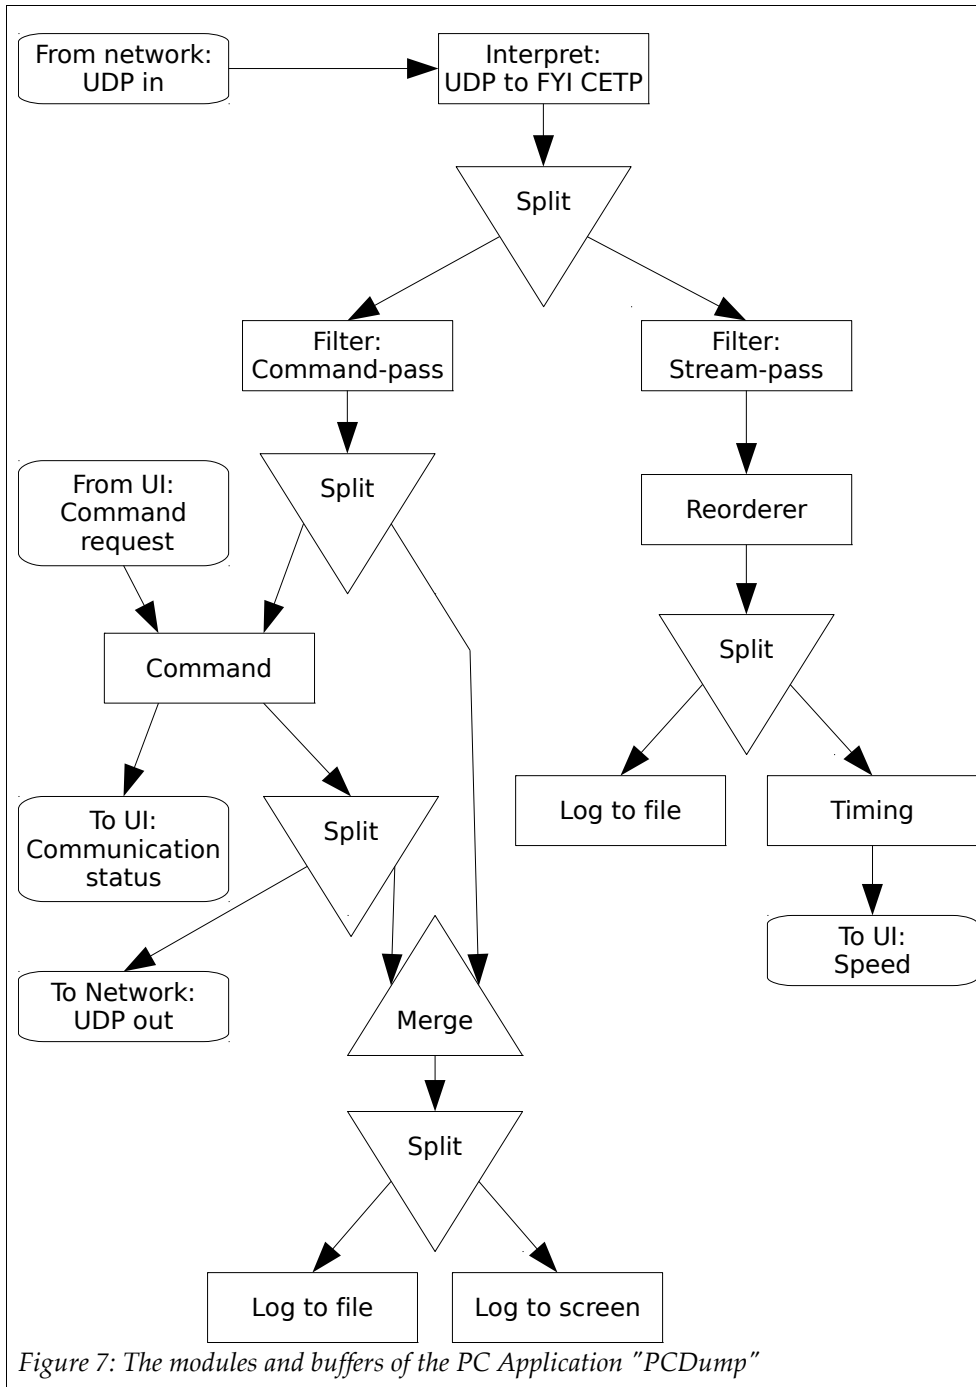 From network:
UDP in
Interpret:
UDP to FYI CETP
Split
Filter:
Command-pass
Filter:
Stream-pass
From UI:
Command
request
Split
Reorderer
Command
Split
To UI:
Communication
status
Split
Log to file
Timing
To Network:
UDP out
Merge
To UI:
Speed
Split
Log to file
Log to screen
Figure 7: The modules and buffers of the PC Application "PCDump"